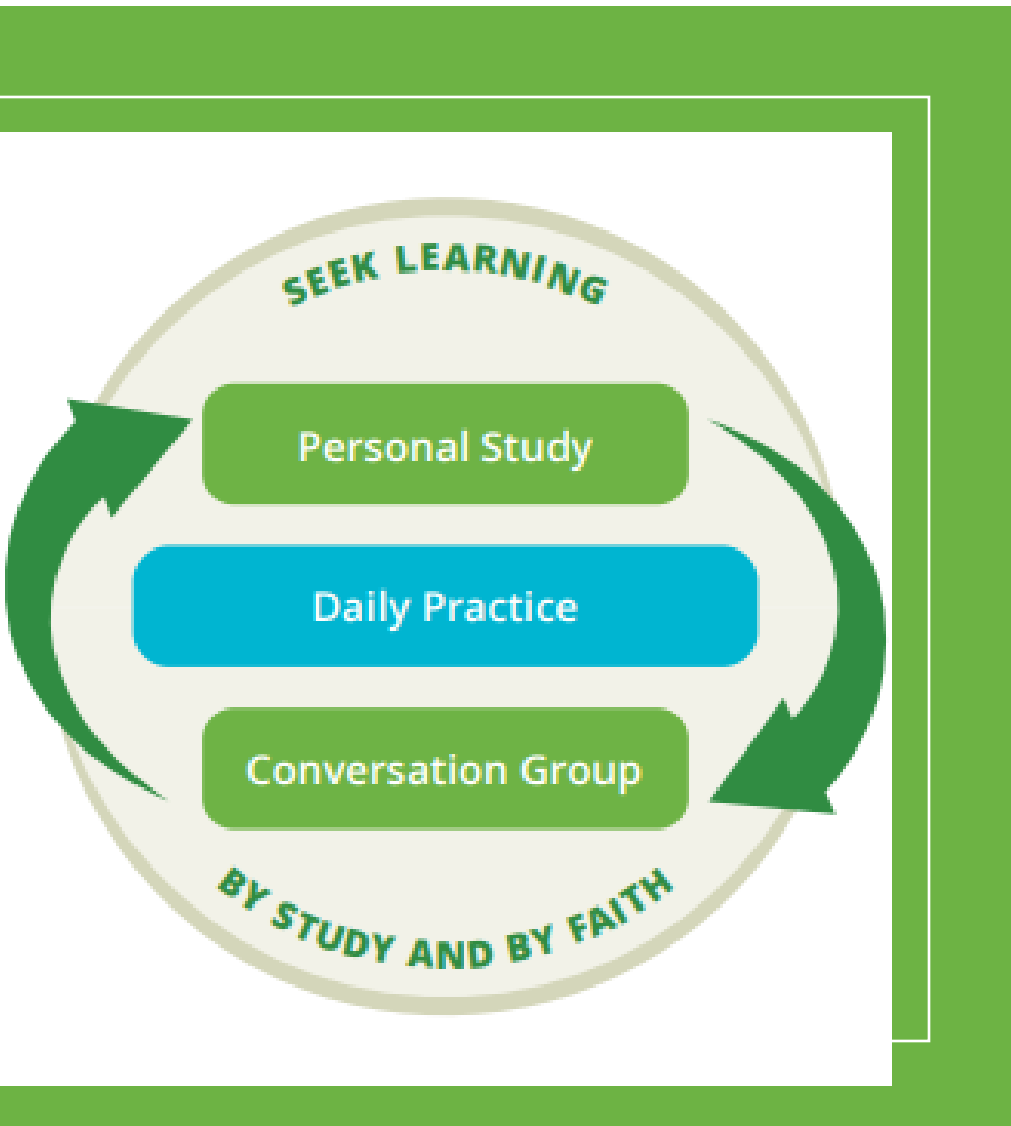 SEEK LEARNING
Personal Study
Daily Practice
Conversation Group
BY STUDY AND BY FAITH